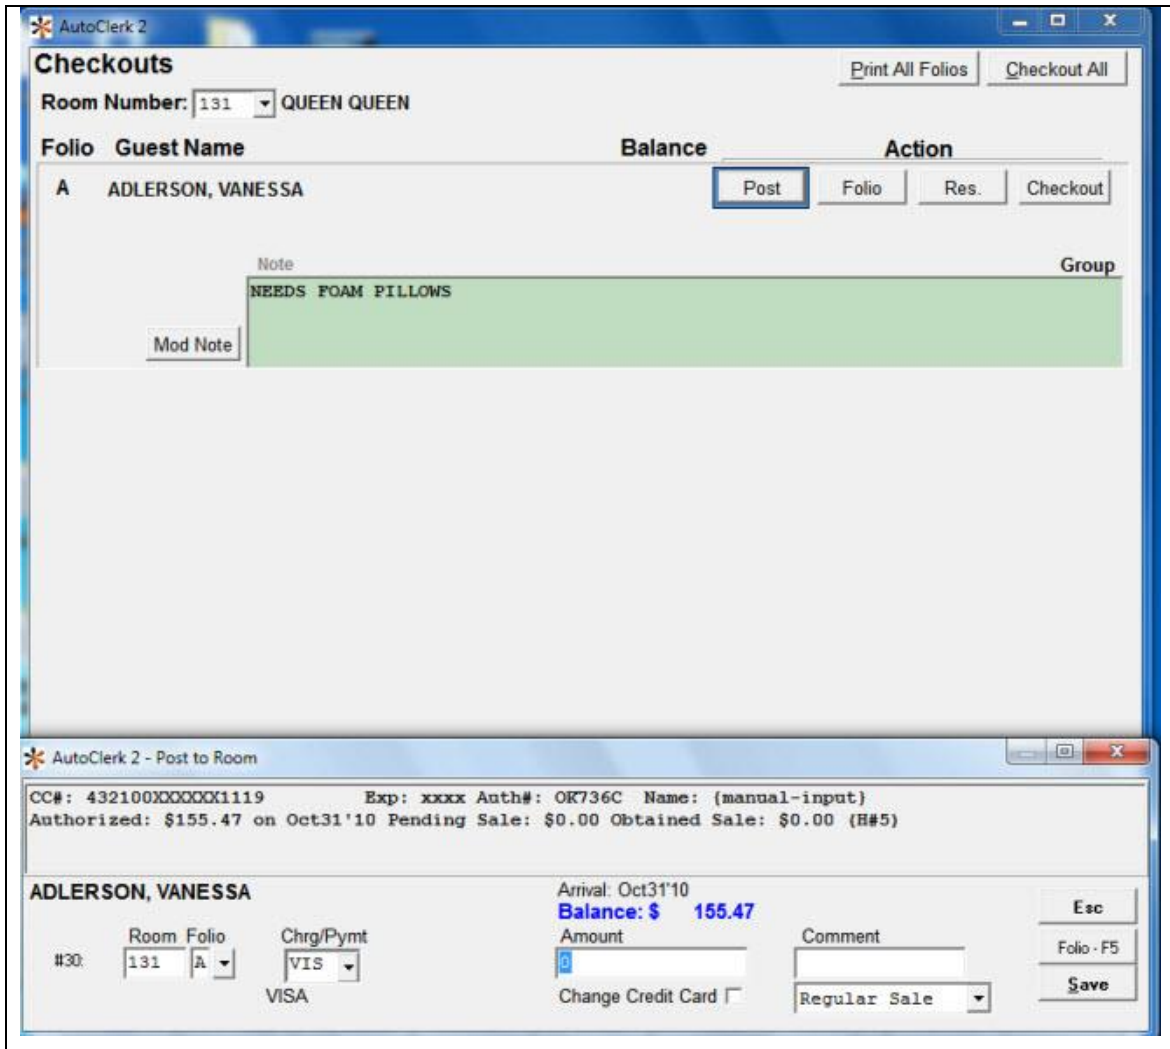 AutoClerk 2
Checkouts
Print All Folios
Checkout All
Room Number: 131 QUEEN QUEEN
Folio Guest Name Balance Action
A ADLERSON, VANESSA Post Folio Res. Checkout
Note Group
NEEDS FOAM PILLOWS
Mod Note
AutoClerk 2 - Post to Room
CC#: 432100XXXXXX1119 Exp: xxxx Auth#: OK736C Name: {manual-input}
Authorized: $155.47 on Oct31'10 Pending Sale: $0.00 Obtained Sale: $0.00 (H#5)
ADLERSON, VANESSA Arrival: Oct31'10
Balance: $ 155.47 Esc
Room Folio Chrg/Pymt Amount Comment
#30: 131 A VIS 0 Folio - F5
VISA Change Credit Card Regular Sale Save